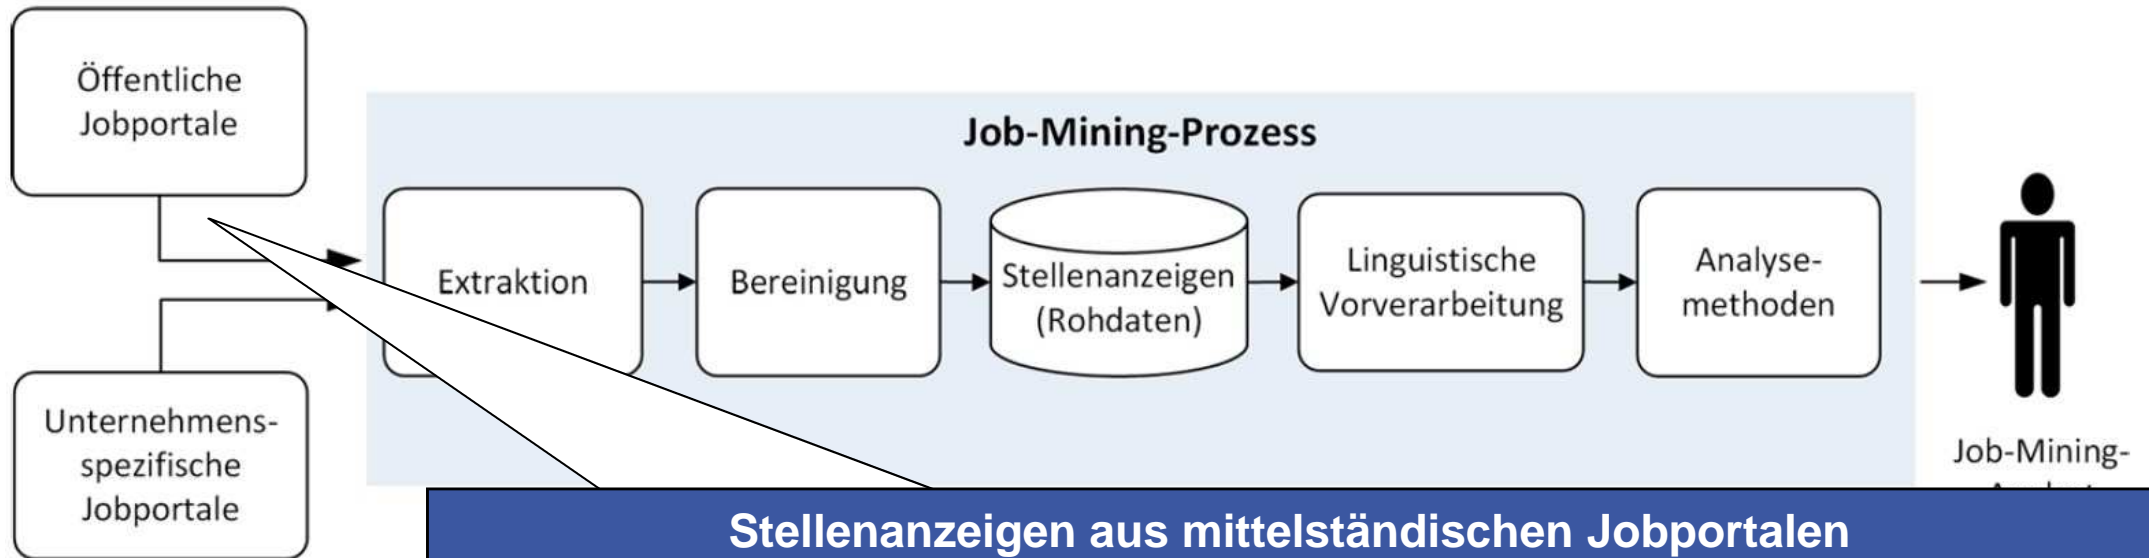 Öffentliche
Jobportale
Job-Mining-Prozess
Extraktion
Bereinigung
Stellenanzeigen
(Rohdaten)
Linguistische
Vorverarbeitung
Analyse-
methoden
Unternehmens-
spezifische
Jobportale
Job-Mining-
Stellenanzeigen aus mittelständischen Jobportalen